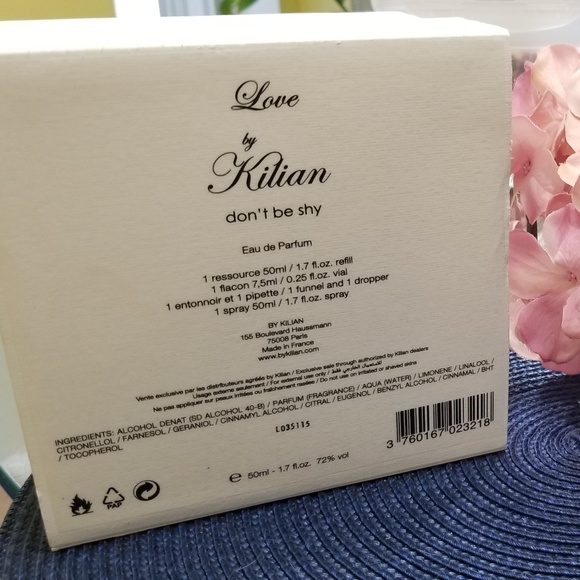 Love
by
Kilian
don't be shy
Eau de Parfum
1 ressource 50ml / 1.7 fl.oz. refill
1 flacon 7,5ml / 0.25 fl.oz. vial
1 entonnoir et 1 pipette / 1 funnel and 1 dropper
1 spray 50ml / 1.7 fl.oz. spray
BY KILIAN
155 Boulevard Haussmann
75008 Paris
Made in France
www.bykilian.com
Vente exclusive par les distributeurs agréés by Kilian / Exclusive sale through authorized by Kilian dealers
Usage externe seulement / For external use only / للاستعمال الخارجي فقط
Ne pas appliquer sur peaux irritées ou rasées / Do not use on irritated or shaved skins
INGREDIENTS: ALCOHOL DENAT (SD ALCOHOL 40-B) / PARFUM (FRAGRANCE) / AQUA (WATER) / LIMONENE / LINALOOL /
CITRONELLOL / FARNESOL / GERANIOL / CINNAMYL ALCOHOL / CITRAL / EUGENOL / BENZYL ALCOHOL / CINNAMAL / BHT
/ TOCOPHEROL
L035115
3 760167 023218
e 50ml - 1.7 fl.oz. 72% vol
PAP